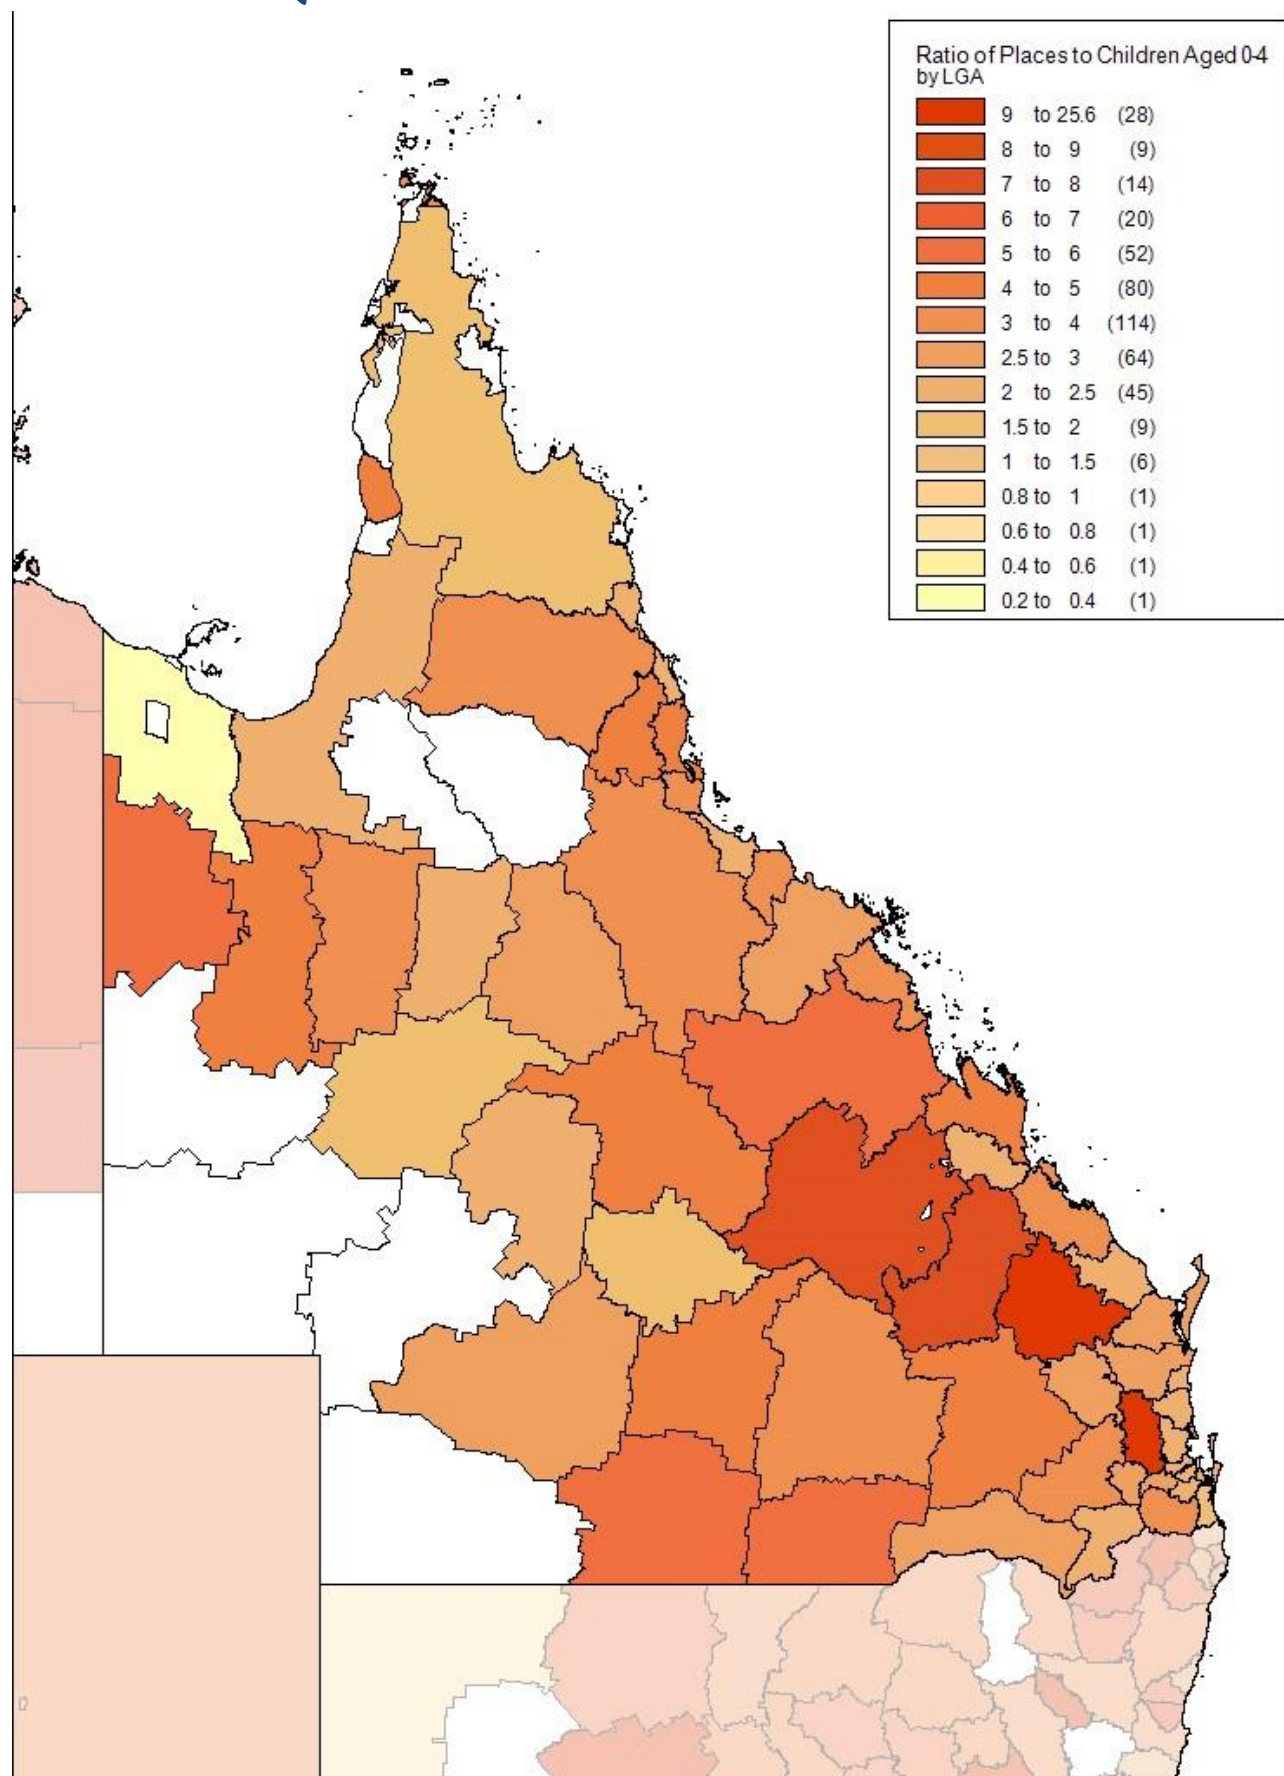 Ratio of Places to Children Aged 0-4
by LGA
9 to 25.6 (28)
8 to 9 (9)
7 to 8 (14)
6 to 7 (20)
5 to 6 (52)
4 to 5 (80)
3 to 4 (114)
2.5 to 3 (64)
2 to 2.5 (45)
1.5 to 2 (9)
1 to 1.5 (6)
0.8 to 1 (1)
0.6 to 0.8 (1)
0.4 to 0.6 (1)
0.2 to 0.4 (1)